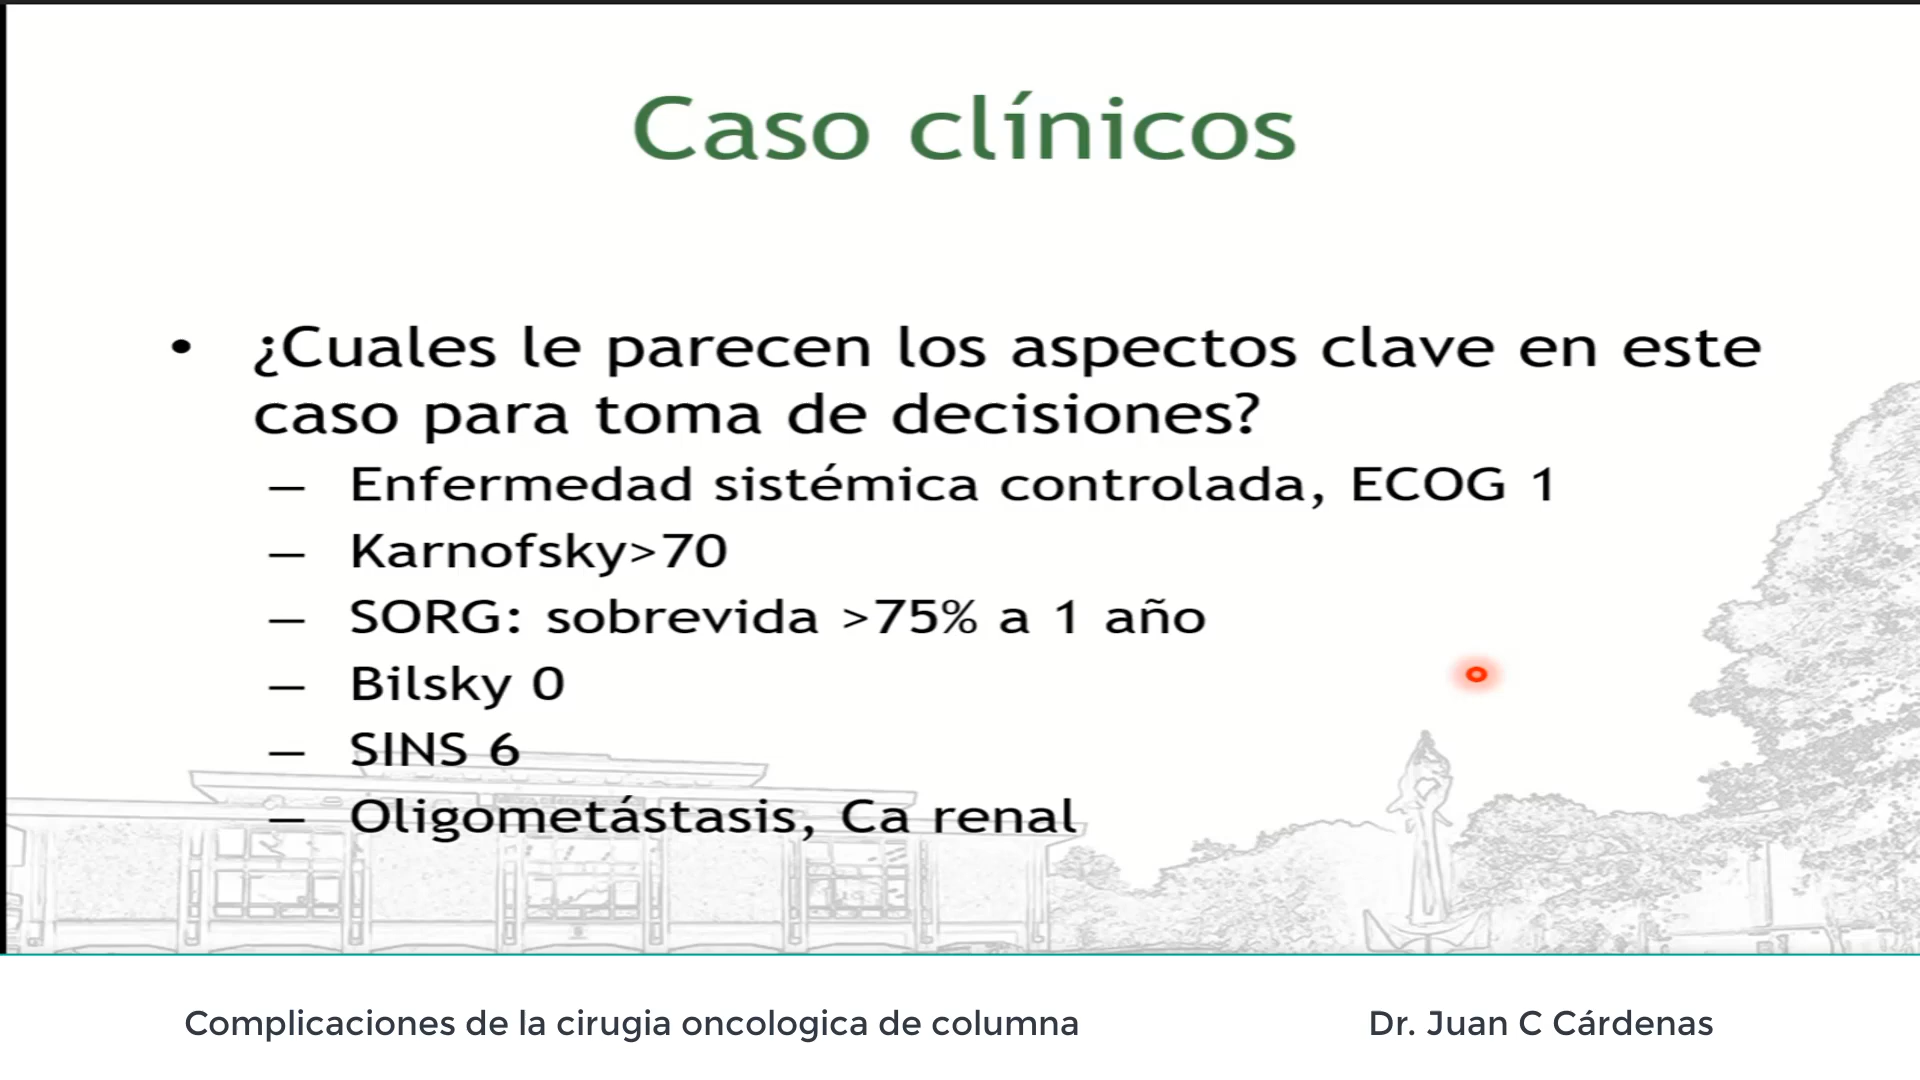 Caso clínicos
• ¿Cuales le parecen los aspectos clave en este
caso para toma de decisiones?
– Enfermedad sistémica controlada, ECOG 1
– Karnofsky>70
– SORG: sobrevida >75% a 1 año
– Bilsky 0
– SINS 6
– Oligometástasis, Ca renal
Complicaciones de la cirugia oncologica de columna
Dr. Juan C Cárdenas